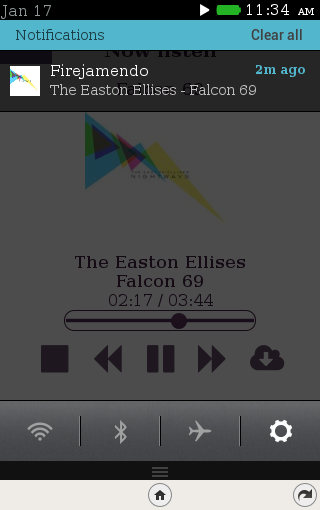 Jan 17 11:34 AM
Notifications Clear all
Now listen
Firejamendo 2m ago
The Easton Ellises - Falcon 69
The Easton Ellises
Falcon 69
02:17 / 03:44